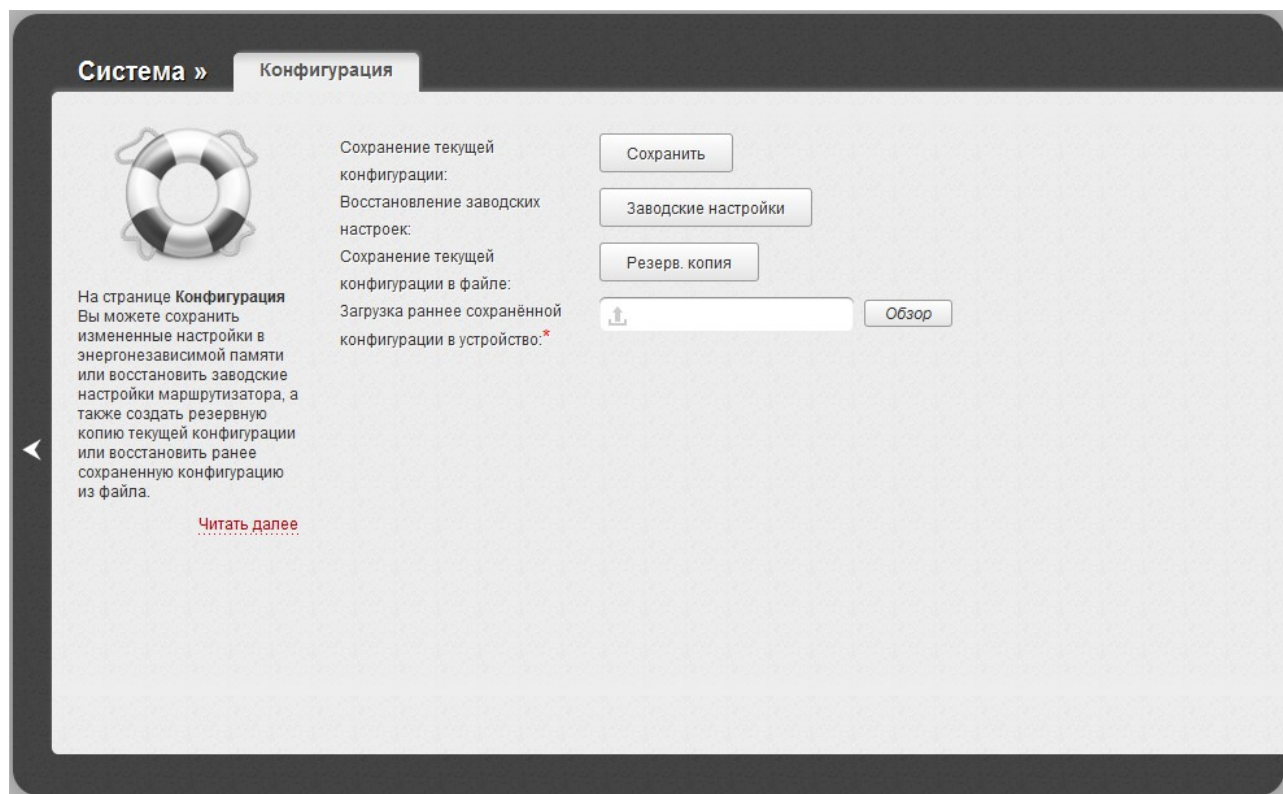 Система »
Конфигурация
На странице Конфигурация
Вы можете сохранить
измененные настройки в
энергонезависимой памяти
или восстановить заводские
настройки маршрутизатора, а
также создать резервную
копию текущей конфигурации
или восстановить ранее
сохраненную конфигурацию
из файла.
Читать далее
Сохранение текущей
конфигурации:
Сохранить
Восстановление заводских
настроек:
Заводские настройки
Сохранение текущей
конфигурации в файле:
Резерв. копия
Загрузка раннее сохранённой
конфигурации в устройство:*
Обзор